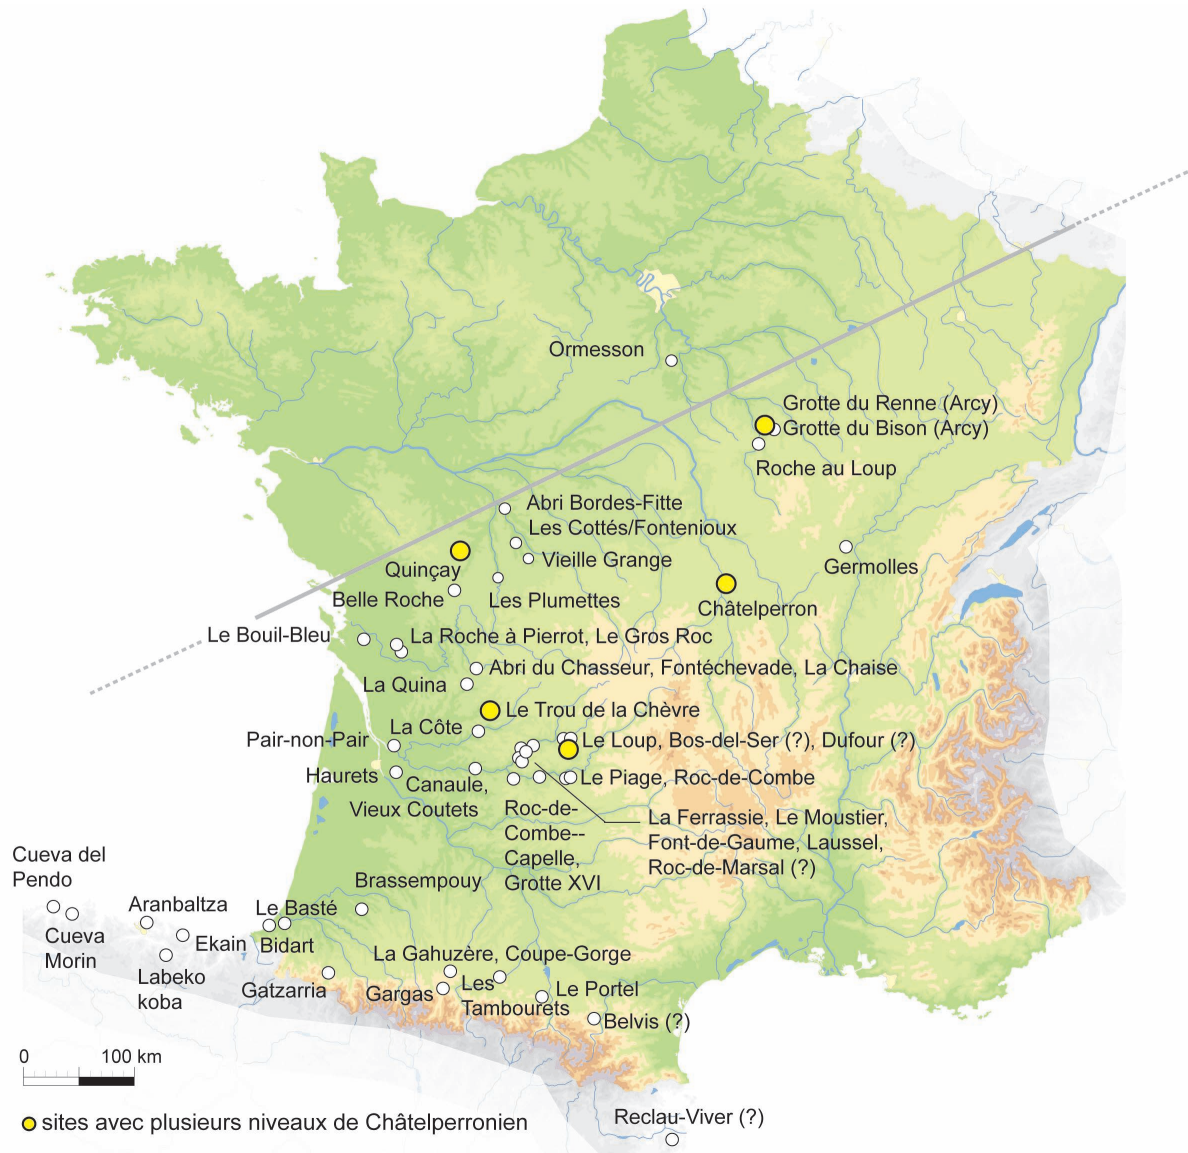 Ormesson
Grotte du Renne (Arcy)
Grotte du Bison (Arcy)
Roche au Loup
Abri Bordes-Fitte
Les Cottés/Fontenioux
Vieille Grange
Quinçay
Germolles
Belle Roche
Les Plumettes
Châtelperron
Le Bouil-Bleu
La Roche à Pierrot, Le Gros Roc
Abri du Chasseur, Fontéchevade, La Chaise
La Quina
Le Trou de la Chèvre
La Côte
Pair-non-Pair
Le Loup, Bos-del-Ser (?), Dufour (?)
Haurets
Canaule,
Vieux Coutets
Le Piage, Roc-de-Combe
Roc-de-
Combe--
Capelle,
Grotte XVI
La Ferrassie, Le Moustier,
Font-de-Gaume, Laussel,
Roc-de-Marsal (?)
Cueva del
Pendo
Brassempouy
Aranbaltza
Le Basté
Cueva
Morin
Ekain
Bidart
Labeko
koba
La Gahuzère, Coupe-Gorge
Gatzarria
Gargas
Les
Tambourets
Le Portel
Belvis (?)
0 100 km
Reclau-Viver (?)
sites avec plusieurs niveaux de Châtelperronien